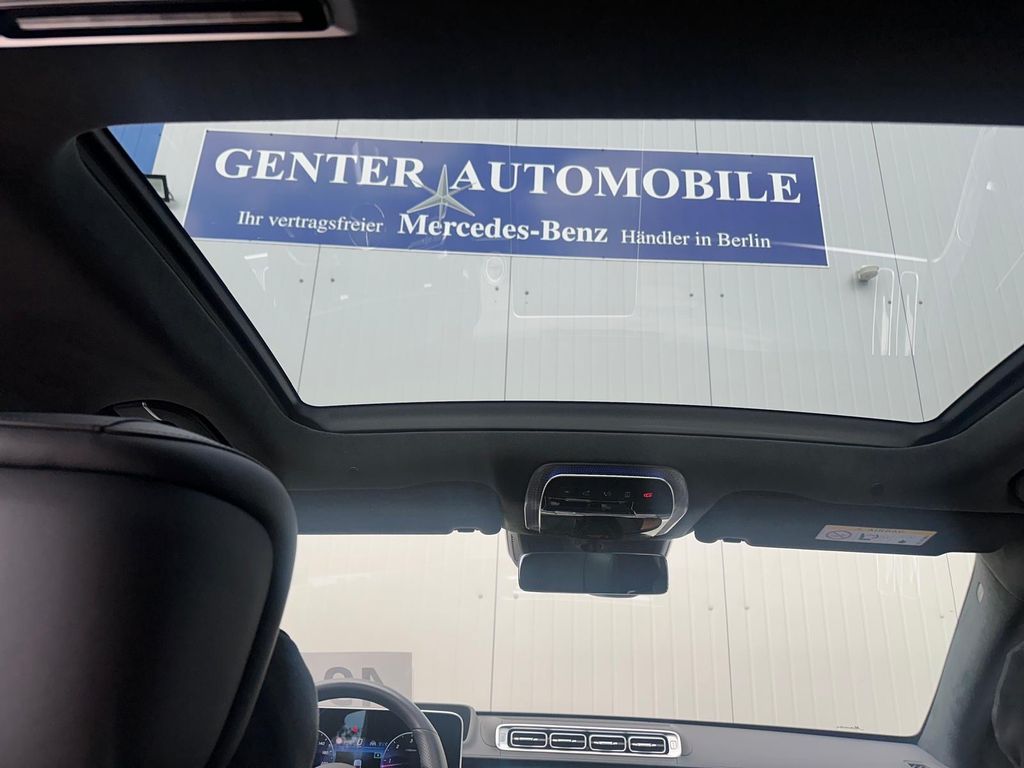 GENTER AUTOMOBILE
Ihr vertragsfreier Mercedes-Benz Händler in Berlin